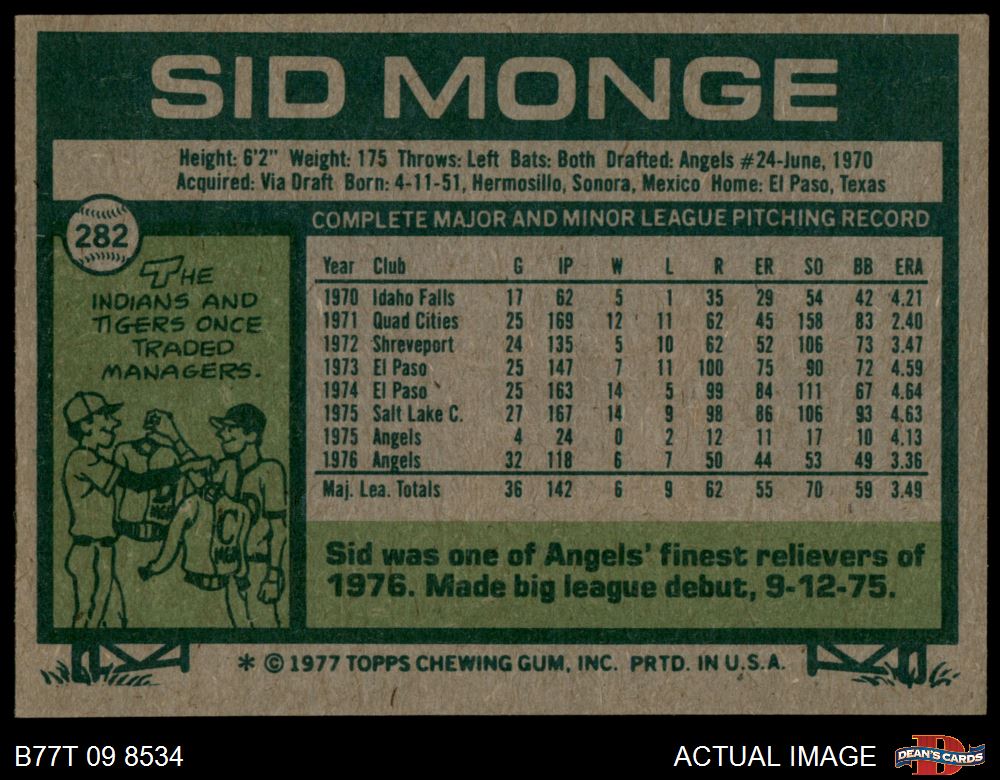 SID MONGE
Height: 6'2" Weight: 175 Throws: Left Bats: Both Drafted: Angels #24-June, 1970
Acquired: Via Draft Born: 4-11-51, Hermosillo, Sonora, Mexico Home: El Paso, Texas
282
THE
INDIANS AND
TIGERS ONCE
TRADED
MANAGERS.
MGR
C
MGR
COMPLETE MAJOR AND MINOR LEAGUE PITCHING RECORD
Year Club G IP W L R ER SO BB ERA
1970 Idaho Falls 17 62 5 1 35 29 54 42 4.21
1971 Quad Cities 25 169 12 11 62 45 158 83 2.40
1972 Shreveport 24 135 5 10 62 52 106 73 3.47
1973 El Paso 25 147 7 11 100 75 90 72 4.59
1974 El Paso 25 163 14 5 99 84 111 67 4.64
1975 Salt Lake C. 27 167 14 9 98 86 106 93 4.63
1975 Angels 4 24 0 2 12 11 17 10 4.13
1976 Angels 32 118 6 7 50 44 53 49 3.36
Maj. Lea. Totals 36 142 6 9 62 55 70 59 3.49
Sid was one of Angels' finest relievers of
1976. Made big league debut, 9-12-75.
* © 1977 TOPPS CHEWING GUM, INC. PRTD. IN U.S.A.
B77T 09 8534
ACTUAL IMAGE
D
DEAN'S CARDS